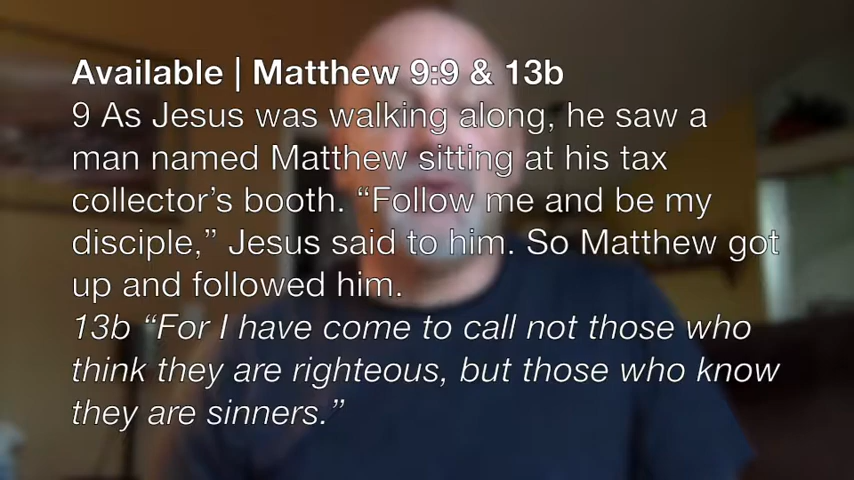 Available | Matthew 9:9 & 13b
9 As Jesus was walking along, he saw a
man named Matthew sitting at his tax
collector’s booth. “Follow me and be my
disciple,” Jesus said to him. So Matthew got
up and followed him.
13b “For I have come to call not those who
think they are righteous, but those who know
they are sinners.”